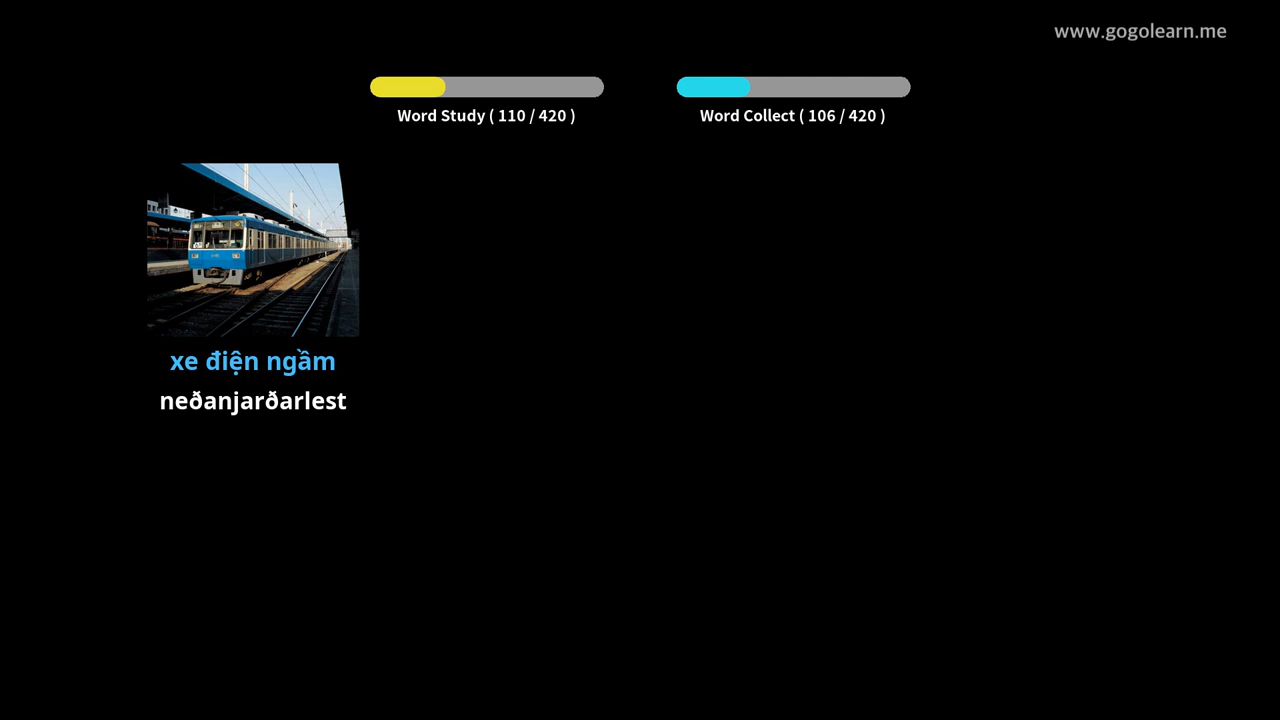 www.gogolearn.me
Word Study ( 110 / 420 )
Word Collect ( 106 / 420 )
xe điện ngầm
neðanjarðarlest